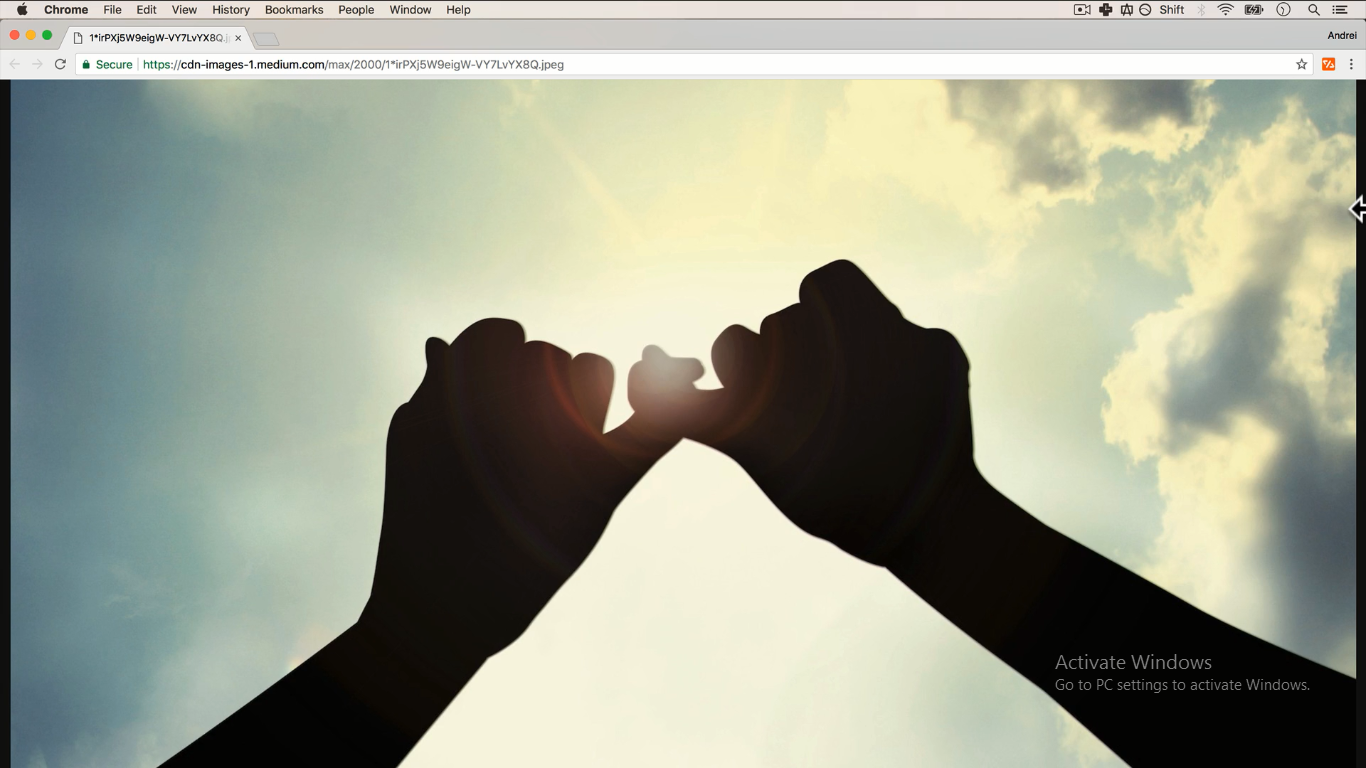 Chrome File Edit View History Bookmarks People Window Help Shift
1*irPXj5W9eigW-VY7LvYX8Q.j Andrei
Secure https://cdn-images-1.medium.com/max/2000/1*irPXj5W9eigW-VY7LvYX8Q.jpeg
Activate Windows
Go to PC settings to activate Windows.